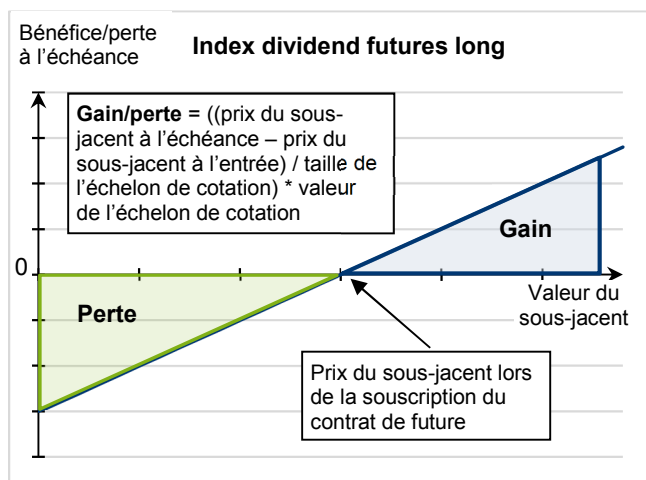 Bénéfice/perte
à l'échéance
Index dividend futures long
Gain/perte = ((prix du sous-
jacent à l'échéance – prix du
sous-jacent à l'entrée) / taille de
l'échelon de cotation) * valeur
de l'échelon de cotation
Gain
0
Valeur du
sous-jacent
Perte
Prix du sous-jacent lors
de la souscription du
contrat de future